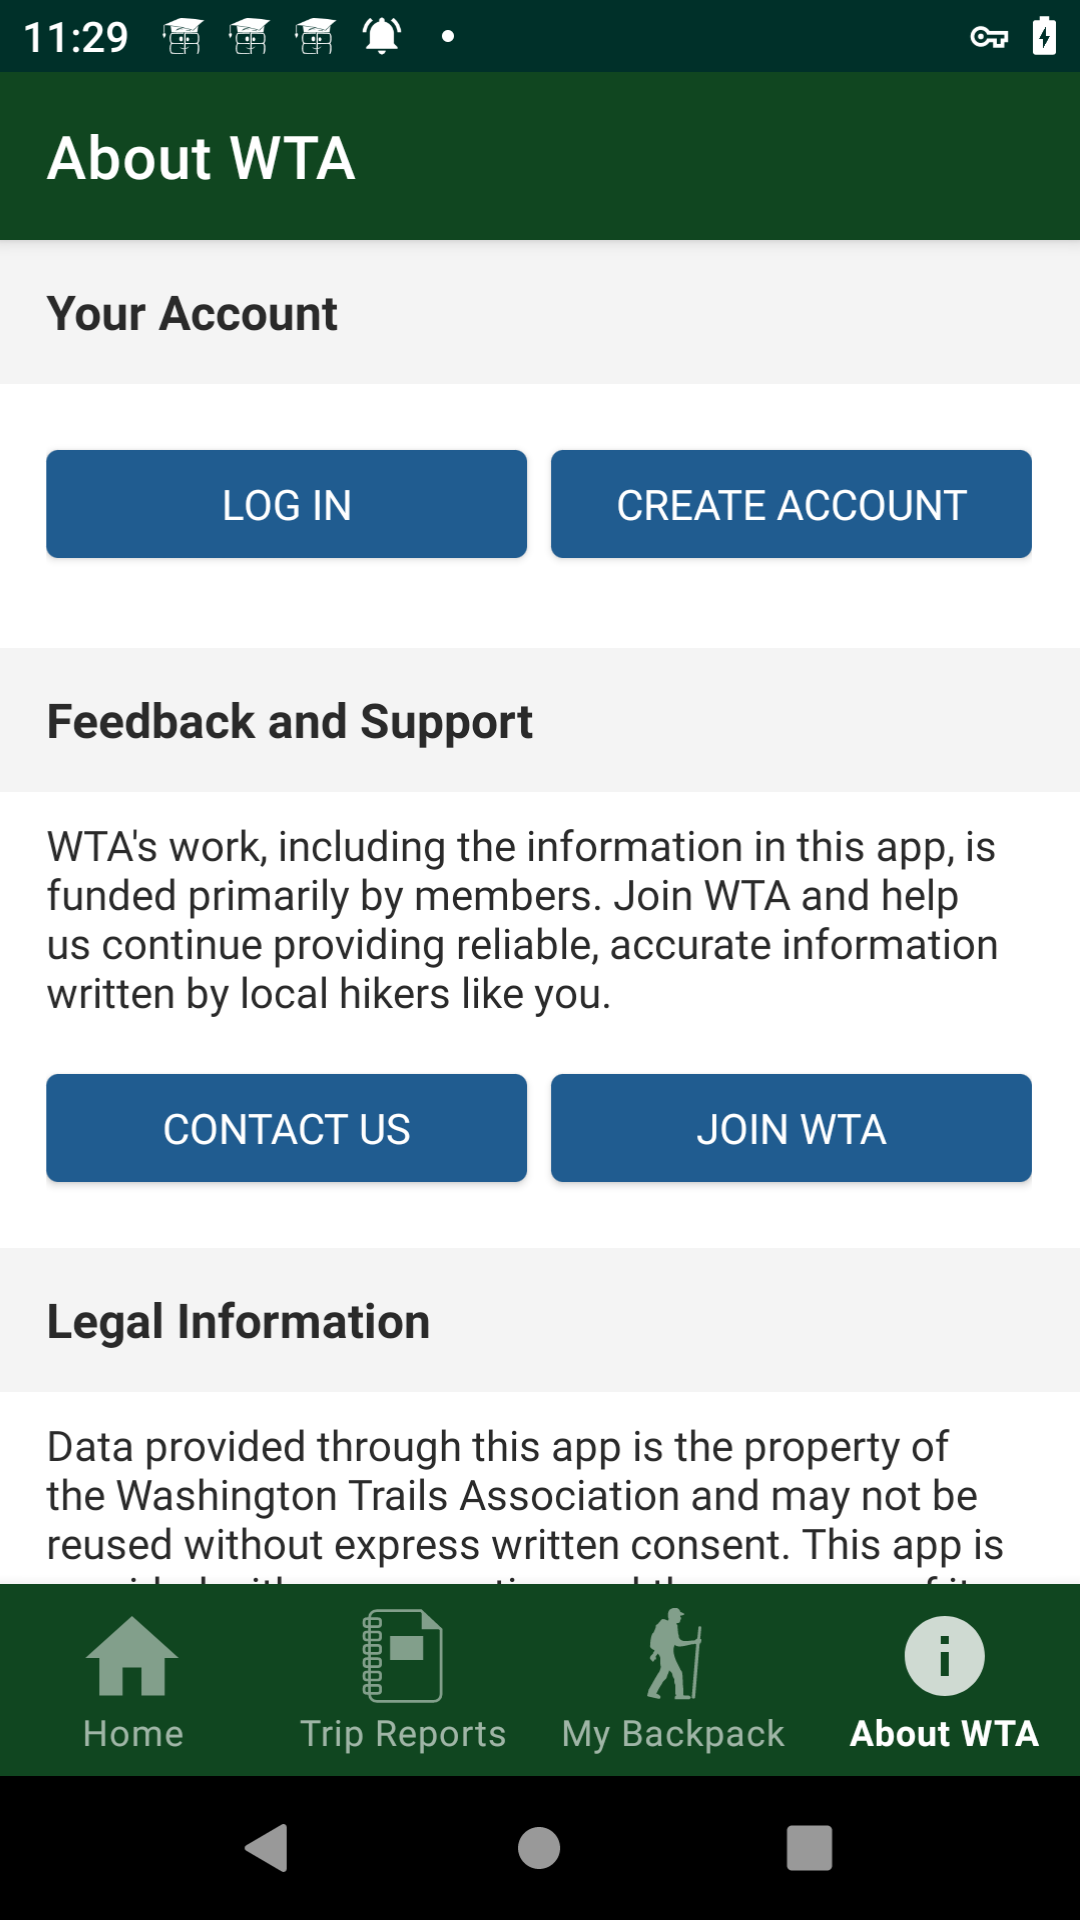 11:29
About WTA
Your Account
LOG IN
CREATE ACCOUNT
Feedback and Support
WTA's work, including the information in this app, is
funded primarily by members. Join WTA and help
us continue providing reliable, accurate information
written by local hikers like you.
CONTACT US
JOIN WTA
Legal Information
Data provided through this app is the property of
the Washington Trails Association and may not be
reused without express written consent. This app is
Home
Trip Reports
My Backpack
About WTA